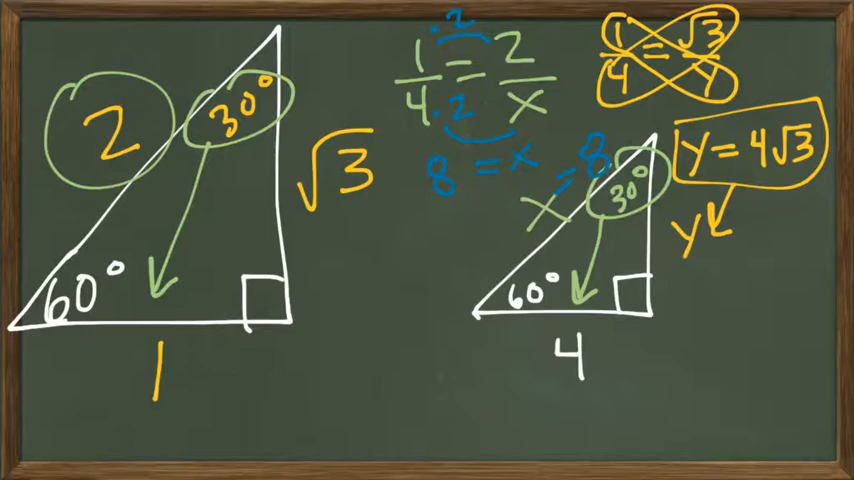 2
30°
√3
60°
1
1/4 = 2/x
·2
·2
8 = x
1/4 = √3/y
y = 4√3
x = 8
30°
y
60°
4